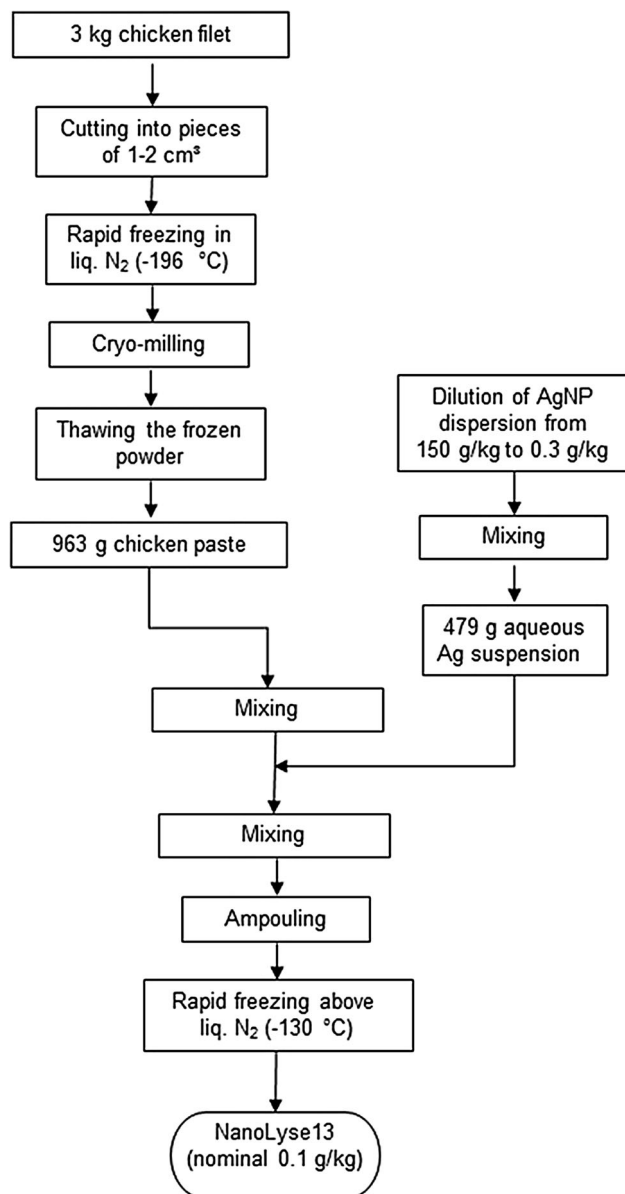 3 kg chicken filet
Cutting into pieces
of 1-2 cm³
Rapid freezing in
liq. N₂ (-196 °C)
Cryo-milling
Thawing the frozen
powder
963 g chicken paste
Dilution of AgNP
dispersion from
150 g/kg to 0.3 g/kg
Mixing
479 g aqueous
Ag suspension
Mixing
Mixing
Ampouling
Rapid freezing above
liq. N₂ (-130 °C)
NanoLyse13
(nominal 0.1 g/kg)